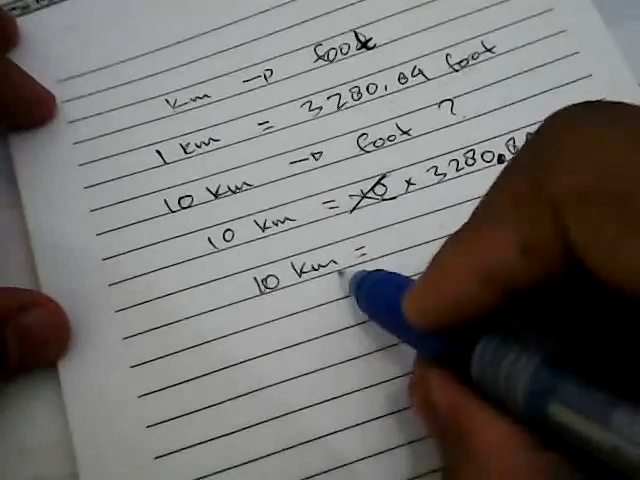 km → foot
1 km = 3280.84 foot
10 km → foot ?
10 km = 10 × 3280.8
10 km =